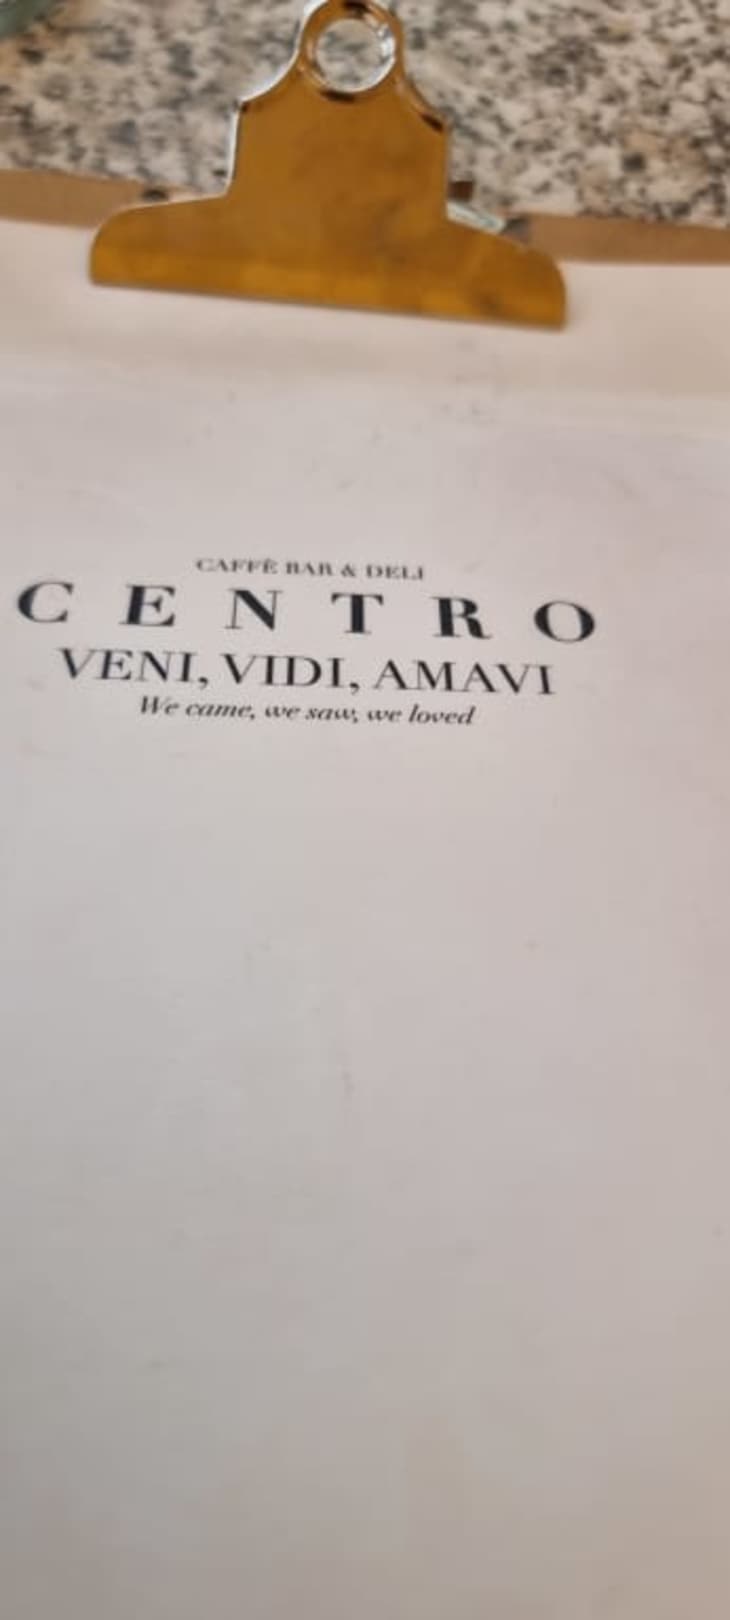 CAFFÈ BAR & DELI
CENTRO
VENI, VIDI, AMAVI
We came, we saw, we loved